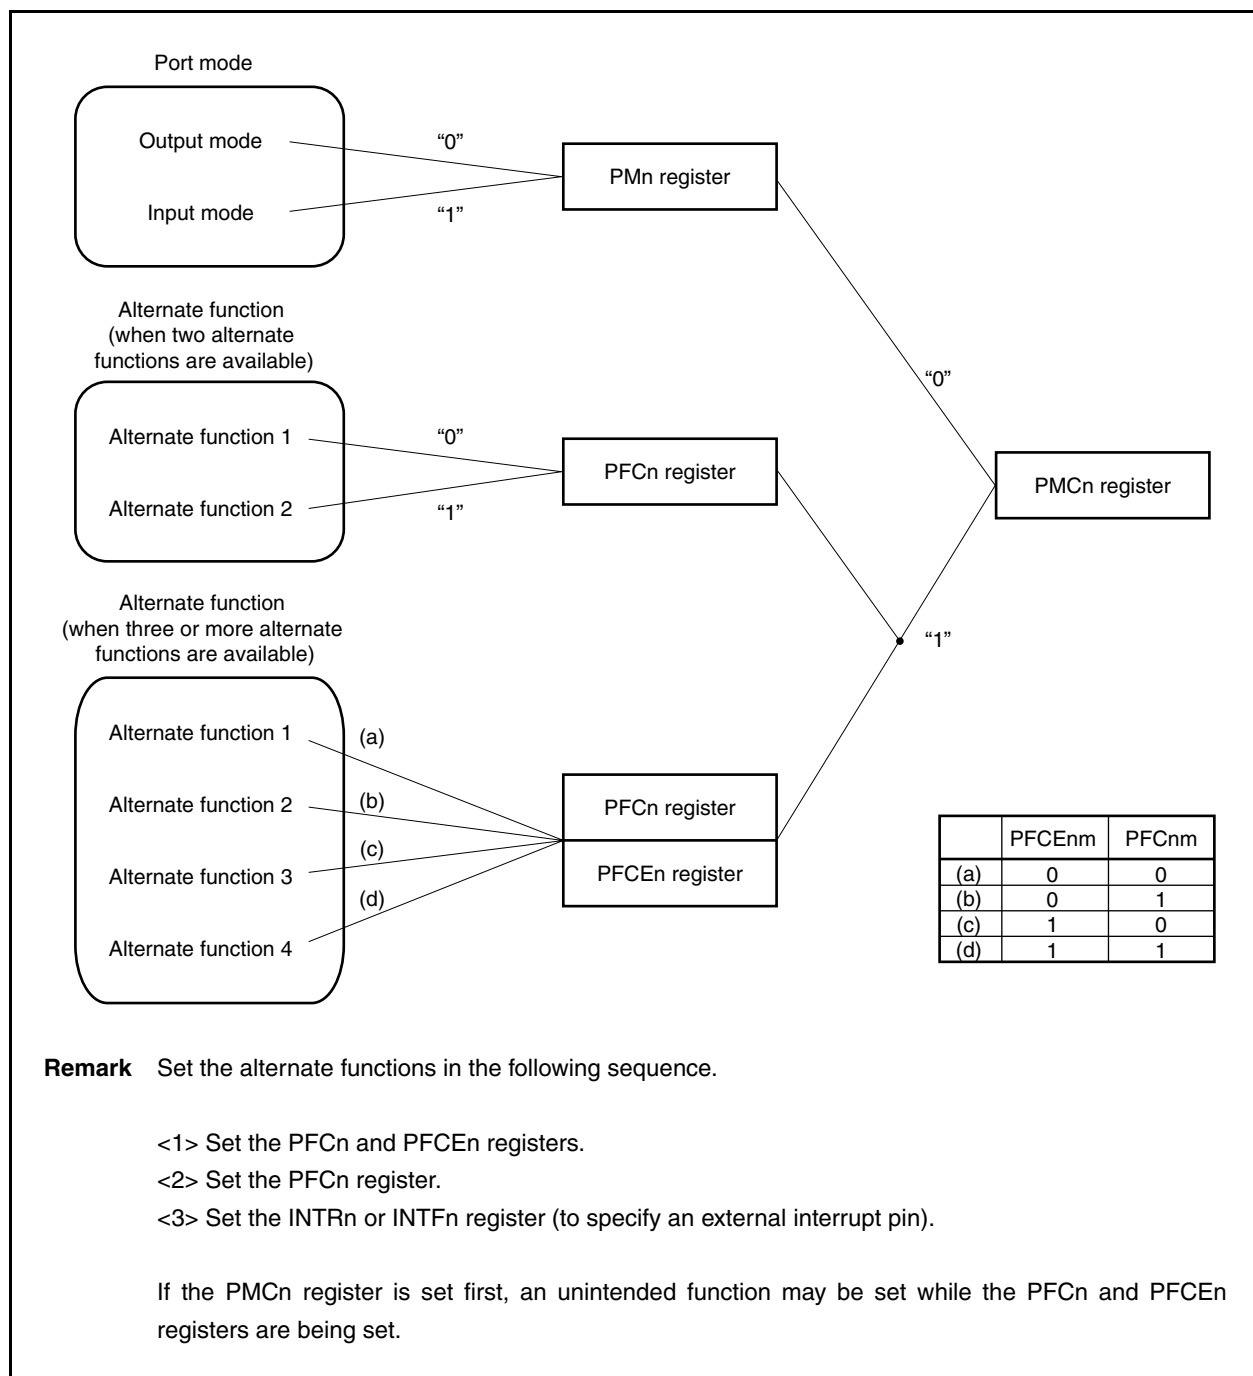 Port mode
Output mode
“0”
PMn register
Input mode
“1”
Alternate function
(when two alternate
functions are available)
“0”
Alternate function 1
“0”
PFCn register
PMCn register
Alternate function 2
“1”
Alternate function
(when three or more alternate
functions are available)
“1”
Alternate function 1
(a)
Alternate function 2
(b)
PFCn register
(c)
Alternate function 3
PFCEn register
(d)
Alternate function 4
PFCEnm PFCnm
(a) 0 0
(b) 0 1
(c) 1 0
(d) 1 1
Remark Set the alternate functions in the following sequence.
<1> Set the PFCn and PFCEn registers.
<2> Set the PFCn register.
<3> Set the INTRn or INTFn register (to specify an external interrupt pin).
If the PMCn register is set first, an unintended function may be set while the PFCn and PFCEn
registers are being set.